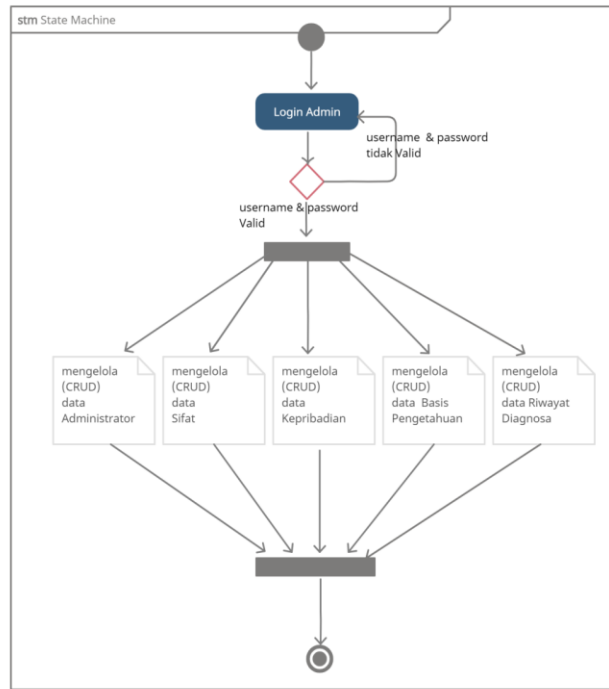 stm State Machine
Login Admin
username & password
tidak Valid
username & password
Valid
mengelola
(CRUD)
data
Administrator
mengelola
(CRUD)
data
Sifat
mengelola
(CRUD)
data
Kepribadian
mengelola
(CRUD)
data Basis
Pengetahuan
mengelola
(CRUD)
data Riwayat
Diagnosa